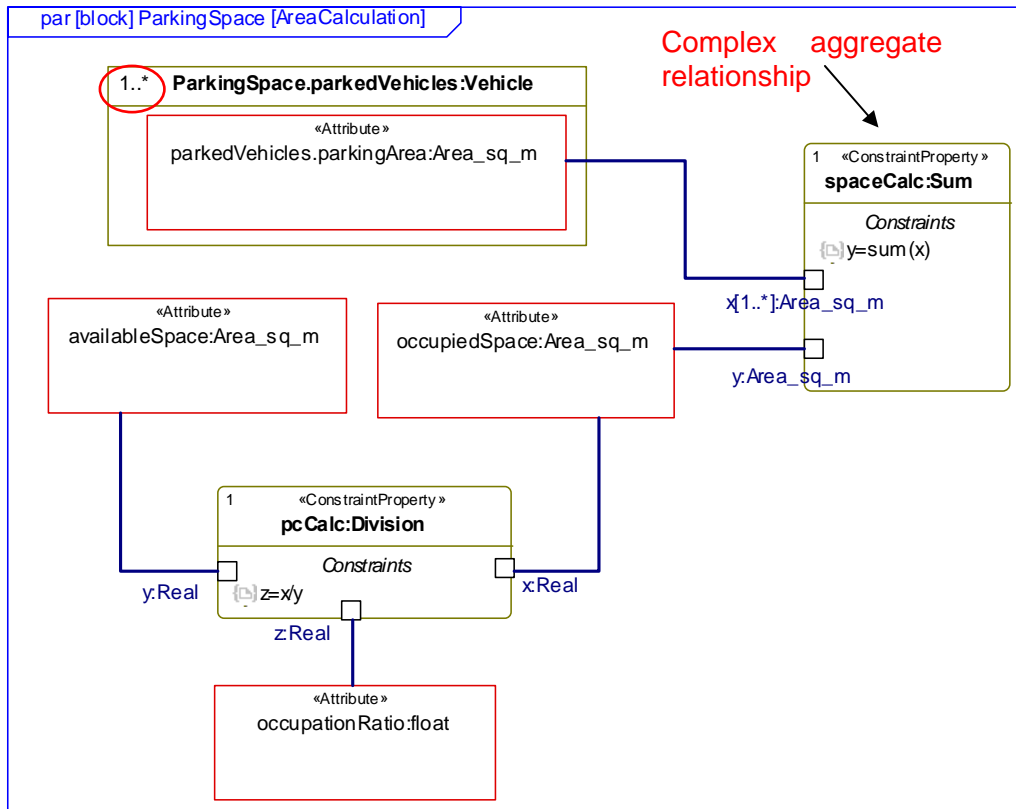 par [block] ParkingSpace [AreaCalculation]
Complex aggregate
relationship
1..* ParkingSpace.parkedVehicles:Vehicle
«Attribute»
parkedVehicles.parkingArea:Area_sq_m
1 «ConstraintProperty»
spaceCalc:Sum
Constraints
y=sum(x)
x[1..*]:Area_sq_m
y:Area_sq_m
«Attribute»
availableSpace:Area_sq_m
«Attribute»
occupiedSpace:Area_sq_m
1 «ConstraintProperty»
pcCalc:Division
Constraints
z=x/y
y:Real
x:Real
z:Real
«Attribute»
occupationRatio:float